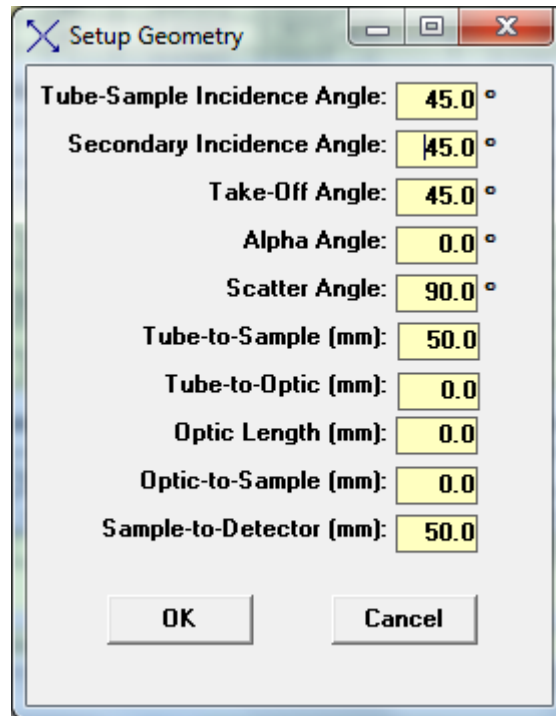 Setup Geometry
Tube-Sample Incidence Angle: 45.0 °
Secondary Incidence Angle: 45.0 °
Take-Off Angle: 45.0 °
Alpha Angle: 0.0 °
Scatter Angle: 90.0 °
Tube-to-Sample (mm): 50.0
Tube-to-Optic (mm): 0.0
Optic Length (mm): 0.0
Optic-to-Sample (mm): 0.0
Sample-to-Detector (mm): 50.0
OK Cancel